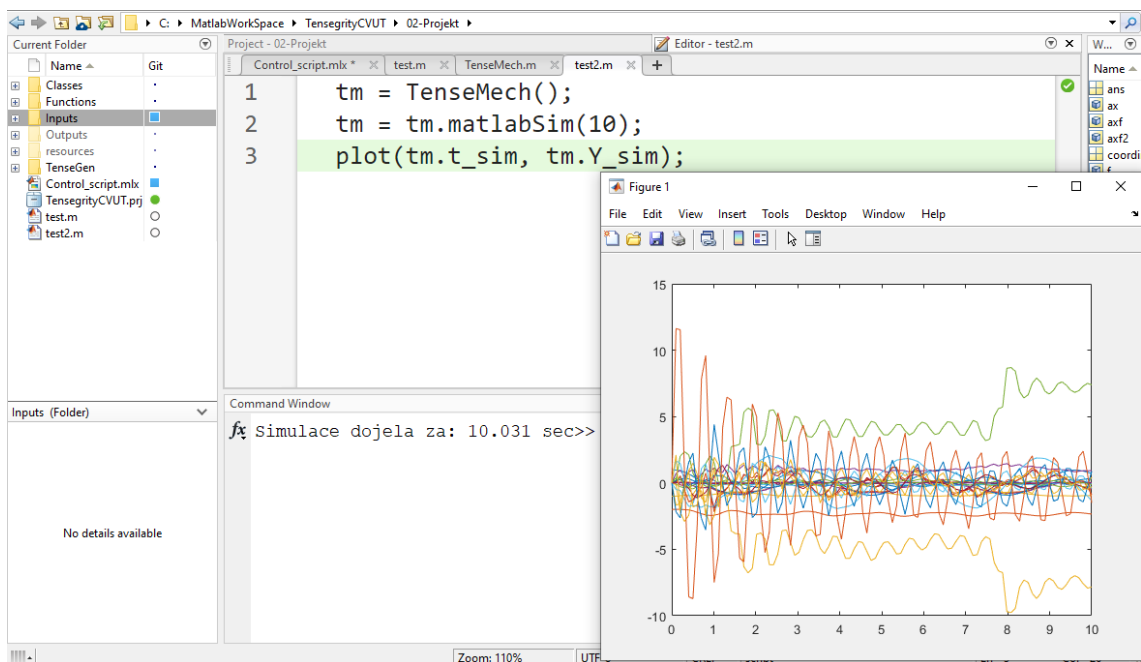 C: MatlabWorkSpace TensegrityCVUT 02-Projekt
Current Folder
Name Git
Classes
Functions
Inputs
Outputs
resources
TenseGen
Control_script.mlx
TensegrityCVUT.prj
test.m
test2.m
Inputs (Folder)
No details available
Project - 02-Projekt
Editor - test2.m
Control_script.mlx * test.m TenseMech.m test2.m
1 tm = TenseMech();
2 tm = tm.matlabSim(10);
3 plot(tm.t_sim, tm.Y_sim);
Command Window
fx Simulace dojela za: 10.031 sec>>
W...
Name
ans
ax
axf
axf2
coordi
Figure 1
File Edit View Insert Tools Desktop Window Help
15
10
5
0
-5
-10
0 1 2 3 4 5 6 7 8 9 10
Zoom: 110%